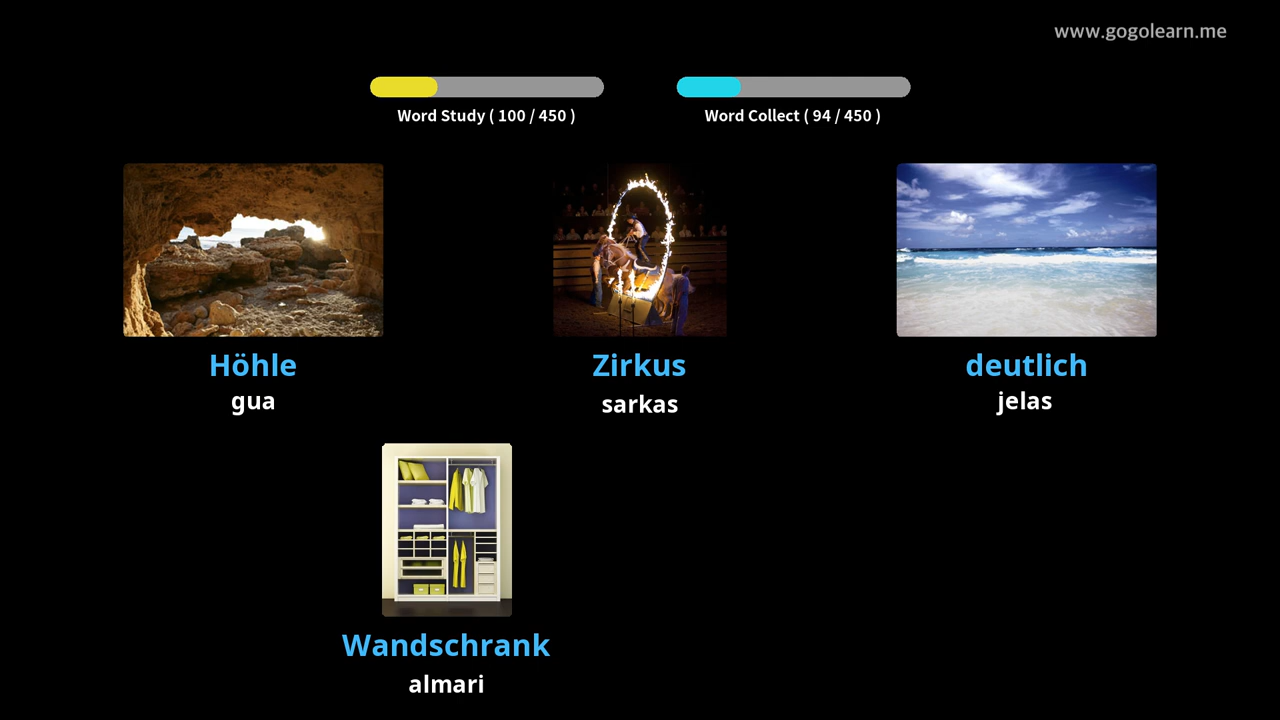 www.gogolearn.me
Word Study ( 100 / 450 )
Word Collect ( 94 / 450 )
Höhle
gua
Zirkus
sarkas
deutlich
jelas
Wandschrank
almari